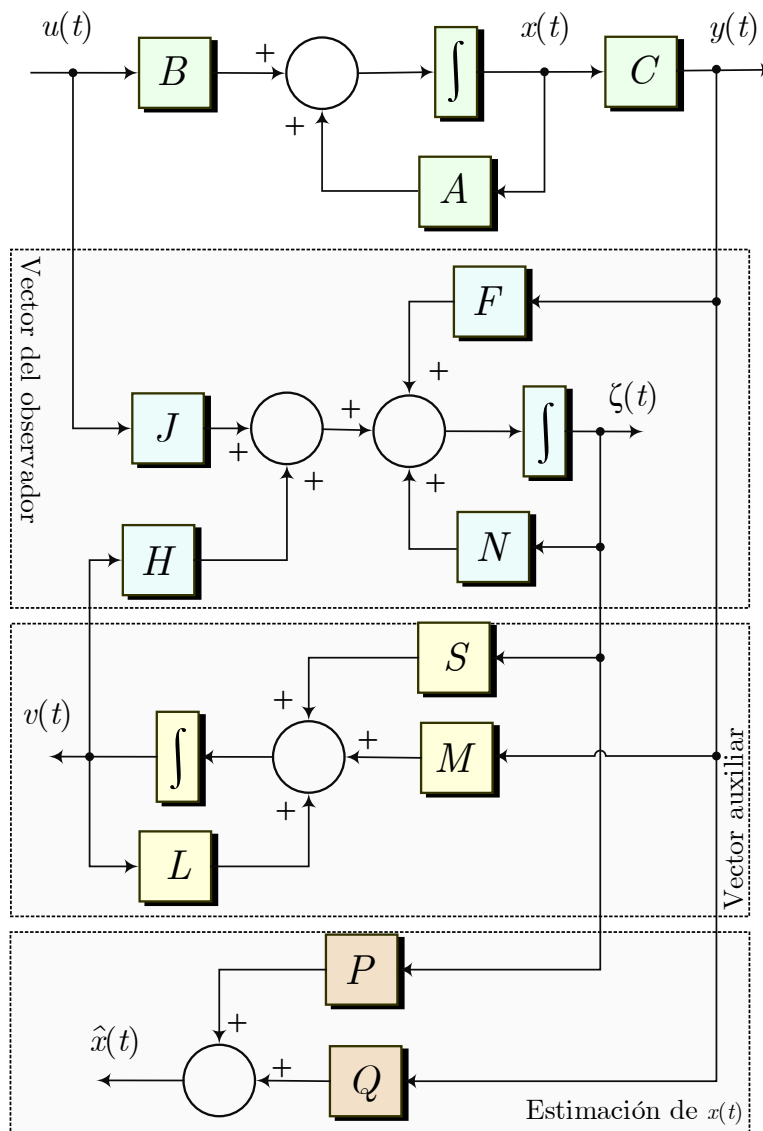 u(t)
B
+
∫
x(t)
C
y(t)
+
A
Vector del observador
F
+
J
+
+
∫
ζ(t)
+
+
H
N
S
+
v(t)
∫
+
M
+
L
Vector auxiliar
P
+
x̂(t)
+
Q
Estimación de x(t)